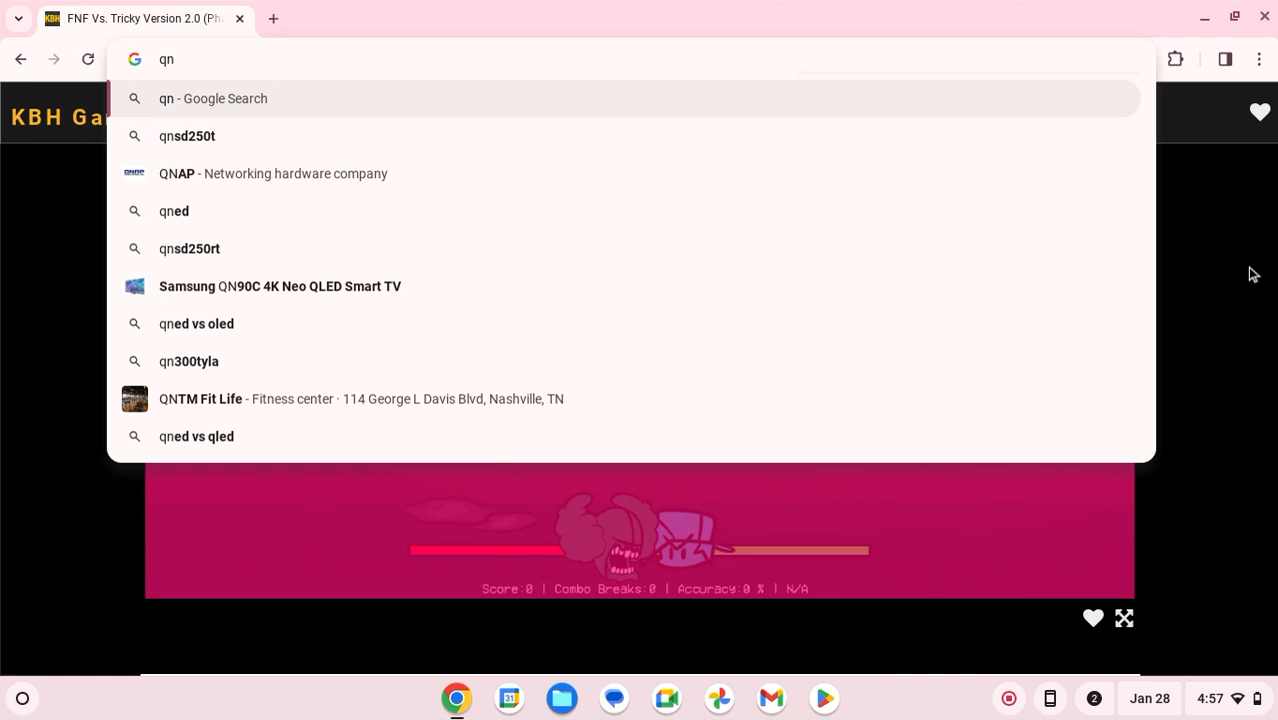 FNF Vs. Tricky Version 2.0 (Ph
qn
KBH Ga
qn - Google Search
qnsd250t
QNAP - Networking hardware company
qned
qnsd250rt
Samsung QN90C 4K Neo QLED Smart TV
qned vs oled
qn300tyla
QNTM Fit Life - Fitness center · 114 George L Davis Blvd, Nashville, TN
qned vs qled
Score:0 | Combo Breaks:0 | Accuracy:0 % | N/A
31
2
Jan 28
4:57